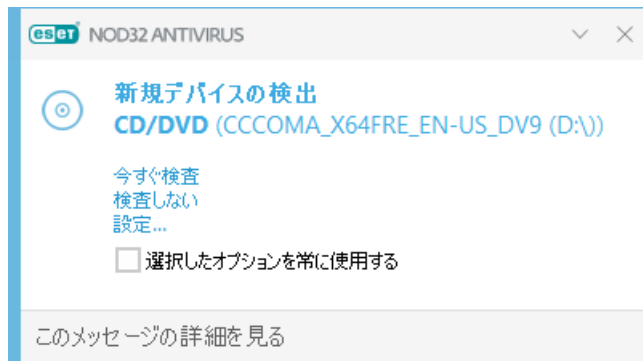 eset NOD32 ANTIVIRUS
新規デバイスの検出
CD/DVD (CCCOMA_X64FRE_EN-US_DV9 (D:\))
今すぐ検査
検査しない
設定...
選択したオプションを常に使用する
このメッセージの詳細を見る